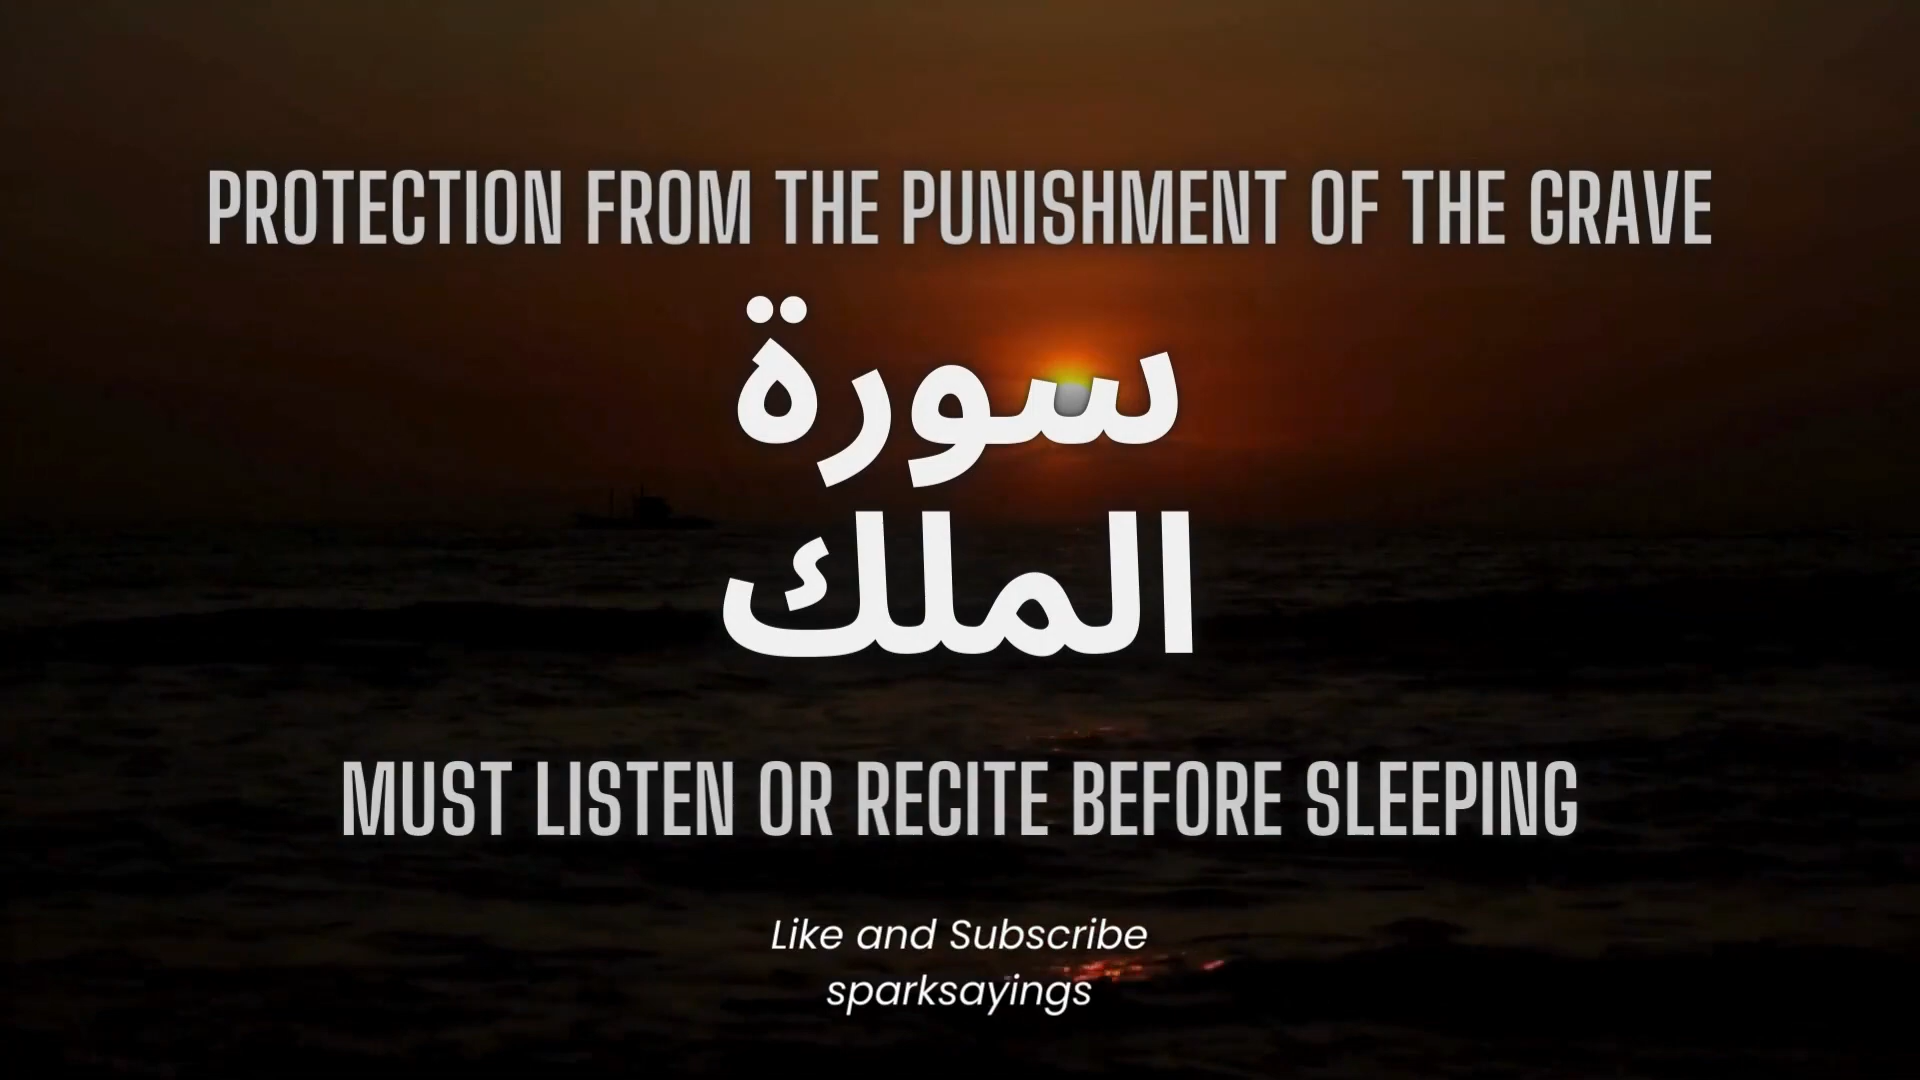 PROTECTION FROM THE PUNISHMENT OF THE GRAVE
سورة
الملك
MUST LISTEN OR RECITE BEFORE SLEEPING
Like and Subscribe
sparksayings